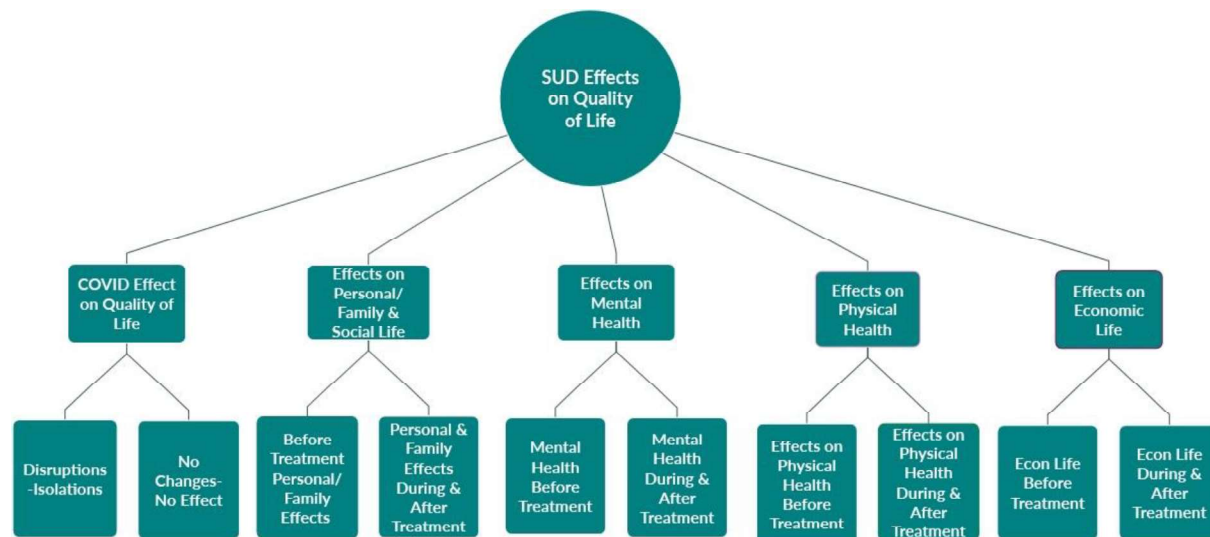 SUD Effects
on Quality
of Life
COVID Effect
on Quality of
Life
Effects on
Personal/
Family &
Social Life
Effects on
Mental
Health
Effects on
Physical
Health
Effects on
Economic
Life
Disruptions
-Isolations
No
Changes-
No Effect
Before
Treatment
Personal/
Family
Effects
Personal &
Family
Effects
During &
After
Treatment
Mental
Health
Before
Treatment
Mental
Health
During &
After
Treatment
Effects on
Physical
Health
Before
Treatment
Effects on
Physical
Health
During &
After
Treatment
Econ Life
Before
Treatment
Econ Life
During &
After
Treatment